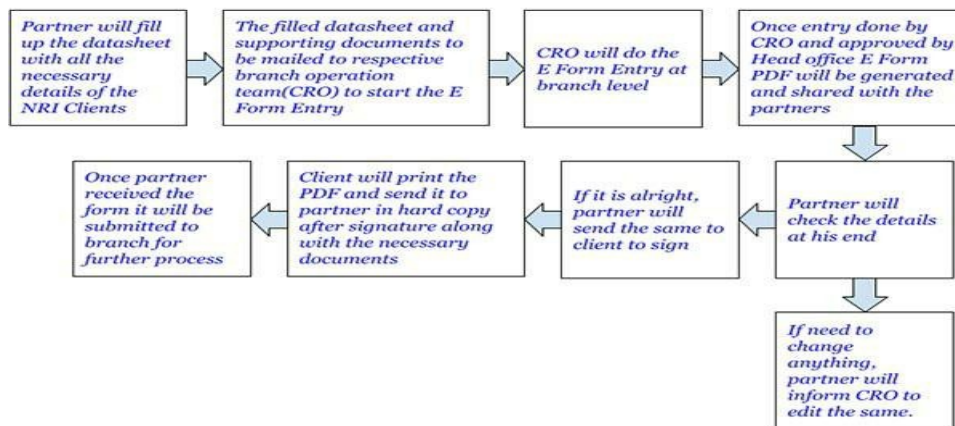 Partner will fill
up the datasheet
with all the
necessary
details of the
NRI Clients
The filled datasheet and
supporting documents to
be mailed to respective
branch operation
team(CRO) to start the E
Form Entry
CRO will do the
E Form Entry at
branch level
Once entry done by
CRO and approved by
Head office E Form
PDF will be generated
and shared with the
partners
Partner will
check the details
at his end
If it is alright,
partner will
send the same to
client to sign
Client will print the
PDF and send it to
partner in hard copy
after signature along
with the necessary
documents
Once partner
received the
form it will be
submitted to
branch for
further process
If need to
change
anything,
partner will
inform CRO to
edit the same.